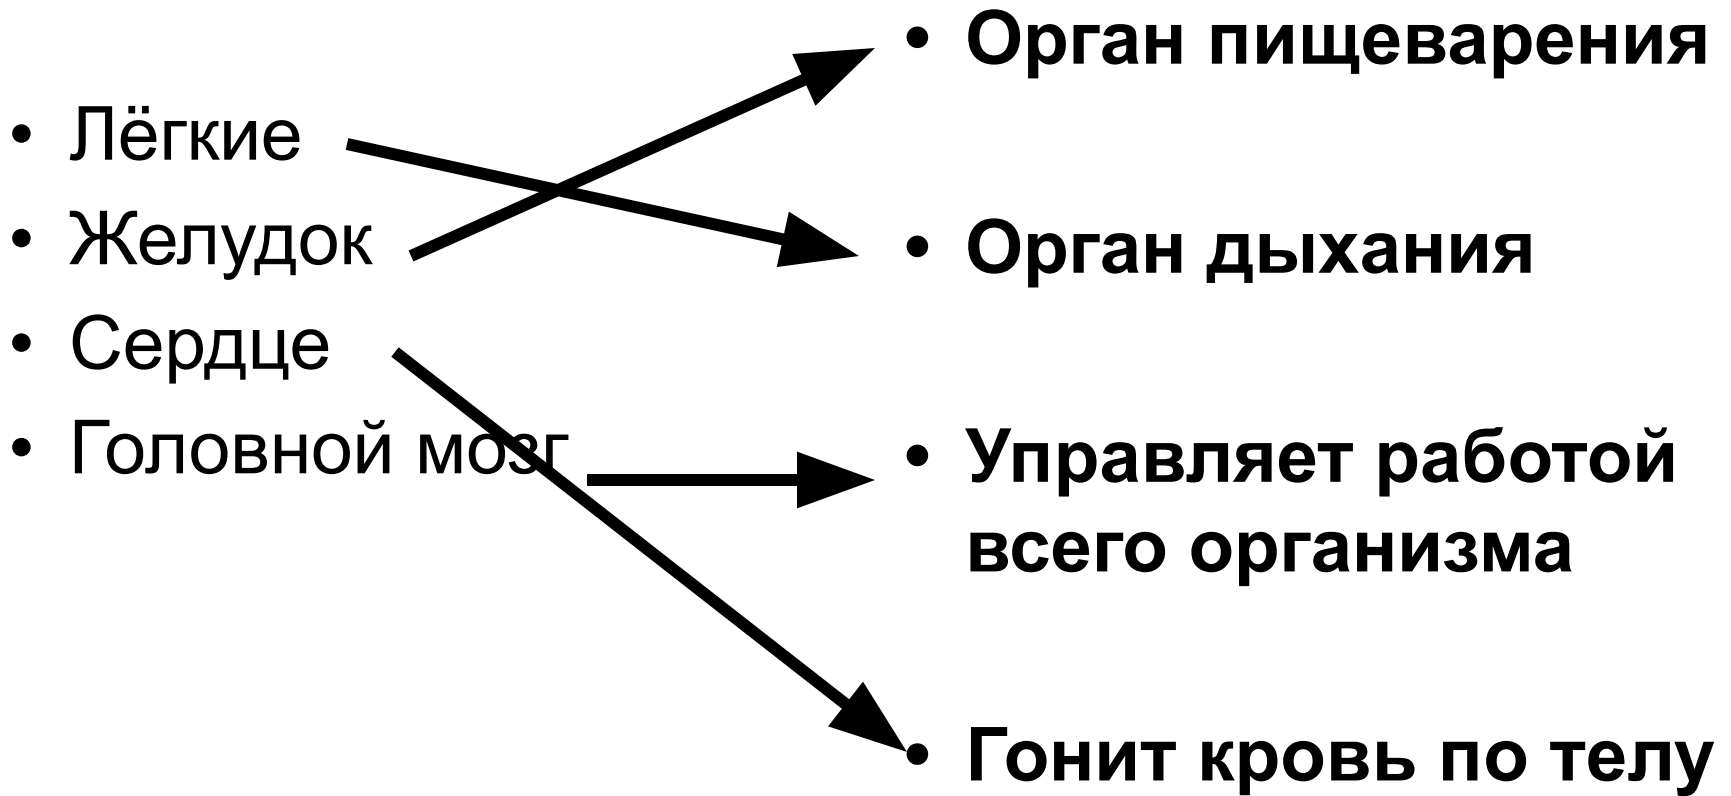 • Лёгкие
• Желудок
• Сердце
• Головной мозг
• Орган пищеварения
• Орган дыхания
• Управляет работой
всего организма
• Гонит кровь по телу